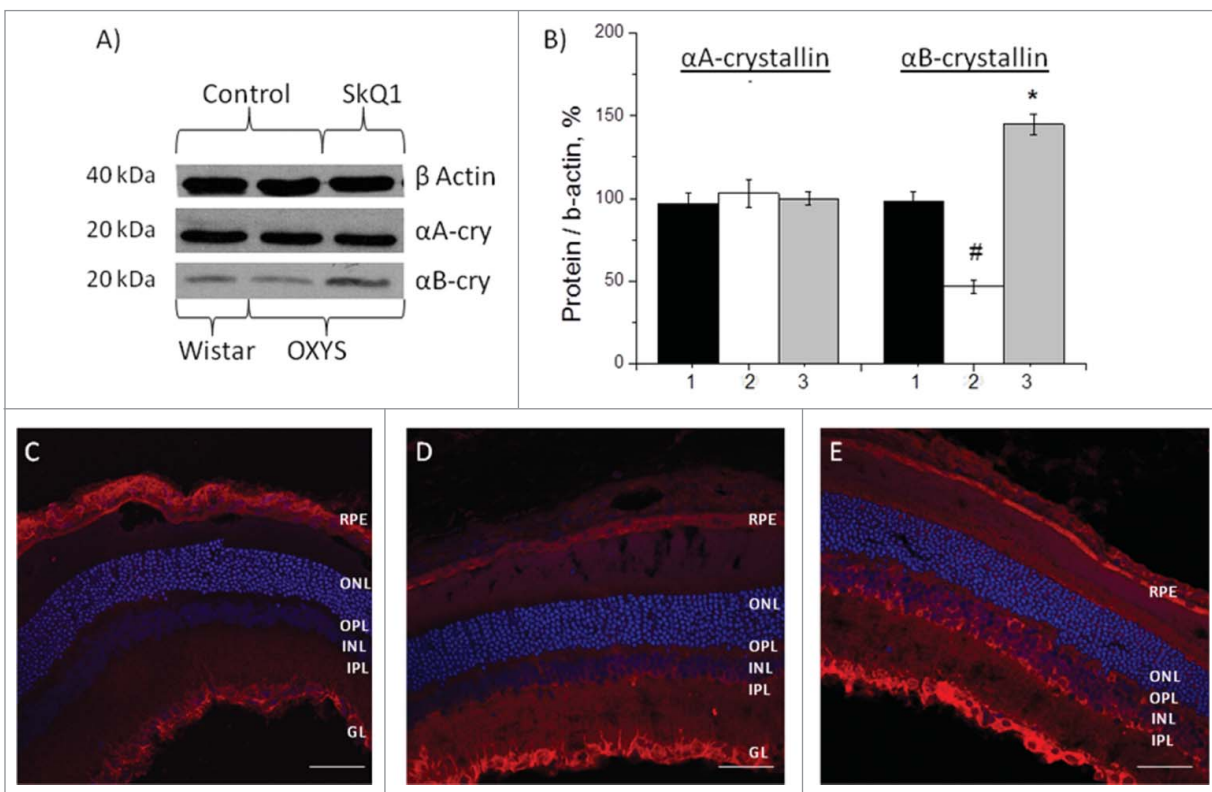 A)
Control SkQ1
40 kDa β Actin
20 kDa αA-cry
20 kDa αB-cry
Wistar OXYS
B)
200
150
100
50
0
Protein / b-actin, %
αA-crystallin αB-crystallin
#
*
1 2 3 1 2 3
C
RPE
ONL
OPL
INL
IPL
GL
D
RPE
ONL
OPL
INL
IPL
GL
E
RPE
ONL
OPL
INL
IPL